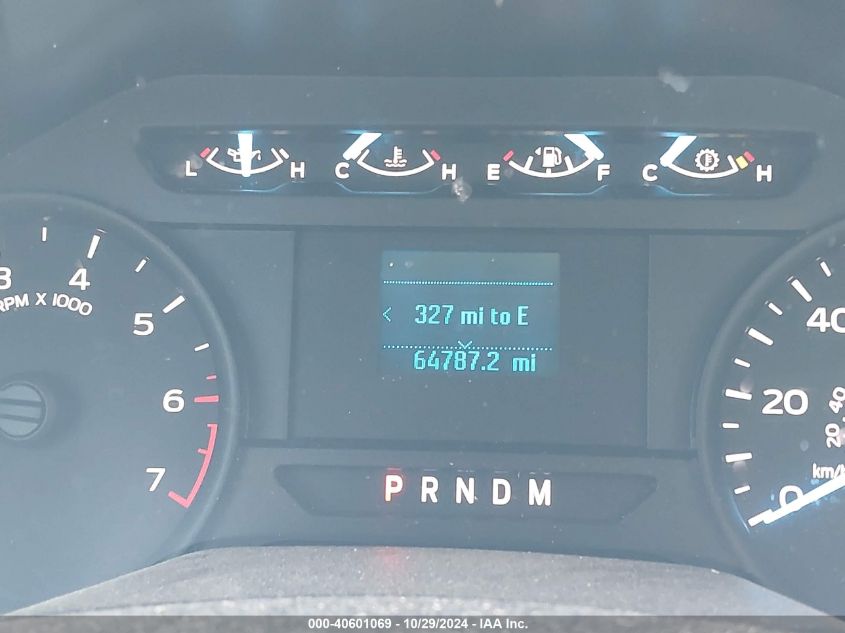 L H C H E F C H
3 4 5 6 7
RPM X 1000
< 327 mi to E
64787.2 mi
P R N D M
40
20
0
20 40
km/
000-40601069 - 10/29/2024 - IAA Inc.